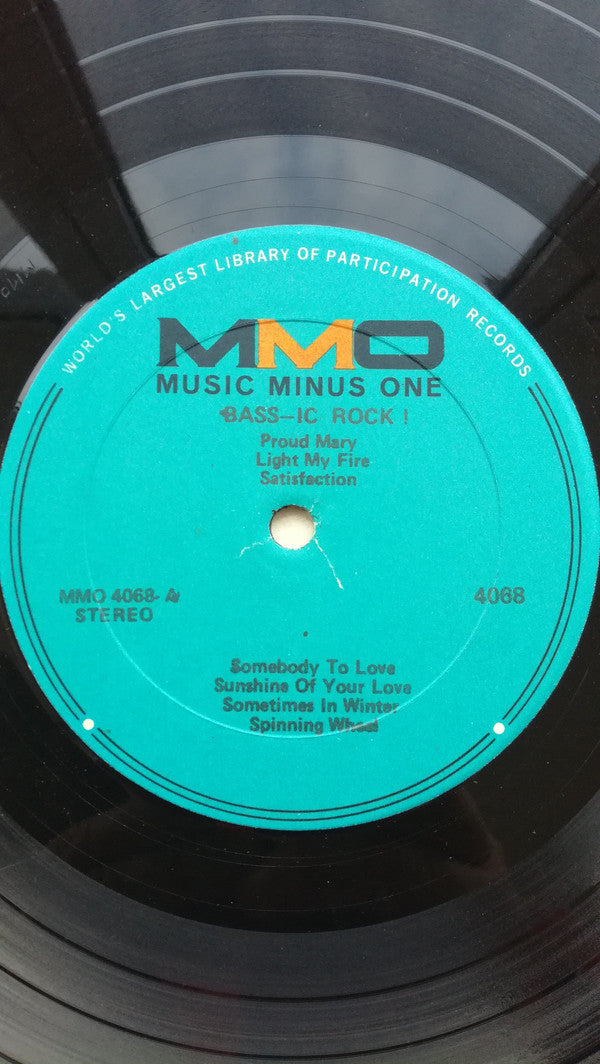 WORLD'S LARGEST LIBRARY OF PARTICIPATION RECORDS
MMO
MUSIC MINUS ONE
BASS-IC ROCK !
Proud Mary
Light My Fire
Satisfaction
MMO 4068- A
STEREO
4068
Somebody To Love
Sunshine Of Your Love
Sometimes In Winter
Spinning Wheel